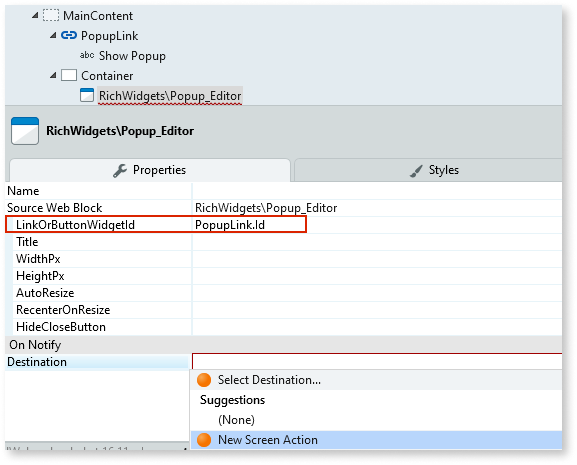 MainContent
PopupLink
abc Show Popup
Container
RichWidgets\Popup_Editor
RichWidgets\Popup_Editor
Properties
Styles
Name
Source Web Block RichWidgets\Popup_Editor
LinkOrButtonWidgetId PopupLink.Id
Title
WidthPx
HeightPx
AutoResize
RecenterOnResize
HideCloseButton
On Notify
Destination
Select Destination...
Suggestions
(None)
New Screen Action